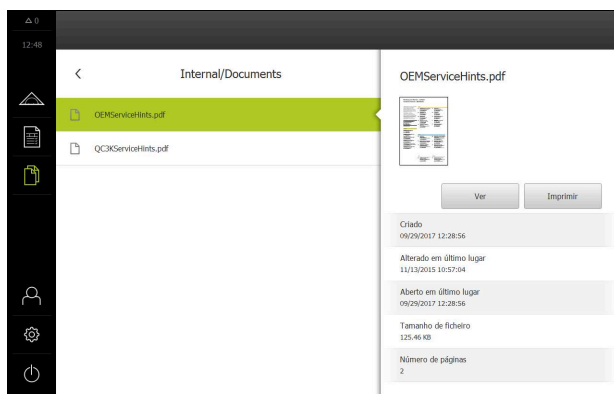 △ 0
12:48
Internal/Documents
OEMServiceHints.pdf
QC3KServiceHints.pdf
OEMServiceHints.pdf
Ver
Imprimir
Criado
09/29/2017 12:28:56
Alterado em último lugar
11/13/2015 10:57:04
Aberto em último lugar
09/29/2017 12:28:56
Tamanho de ficheiro
125.46 KB
Número de páginas
2